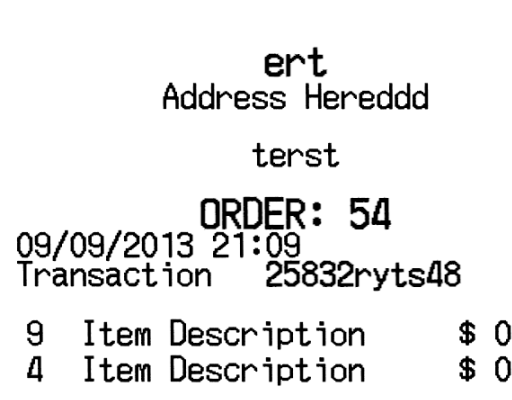 ert
Address Hereddd
terst
ORDER: 54
09/09/2013 21:09
Transaction 25832ryts48
9 Item Description $ 0
4 Item Description $ 0